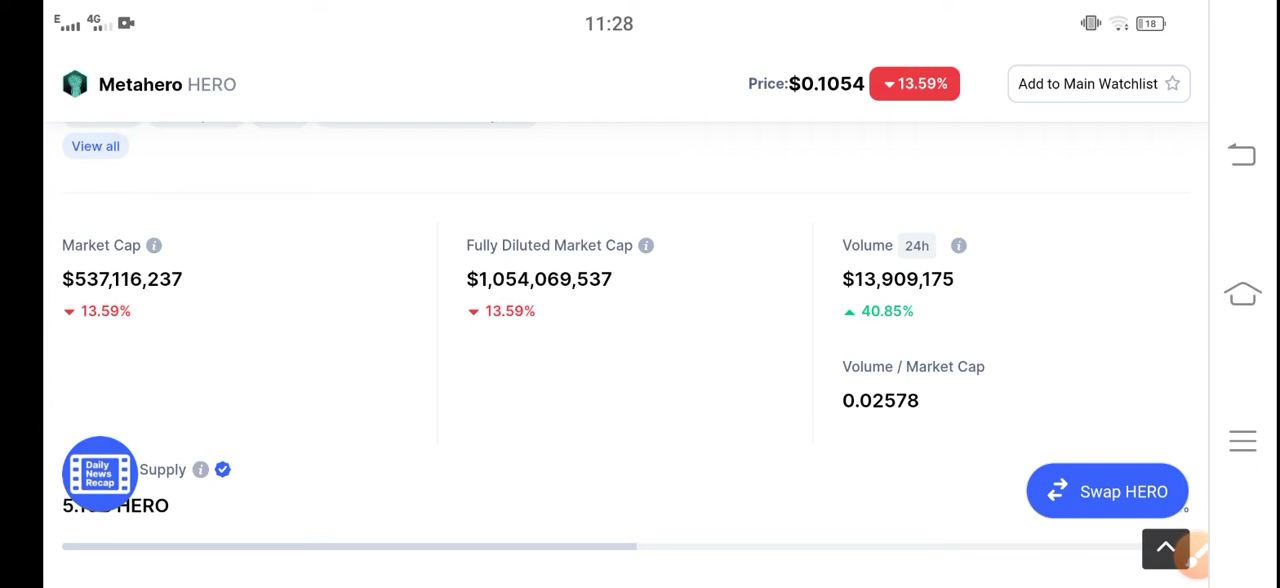 E 4G 11:28 18
Metahero HERO Price:$0.1054 13.59% Add to Main Watchlist
View all
Market Cap Fully Diluted Market Cap Volume 24h
$537,116,237 $1,054,069,537 $13,909,175
13.59% 13.59% 40.85%
Volume / Market Cap
0.02578
Daily News Recap
Supply
HERO
Swap HERO